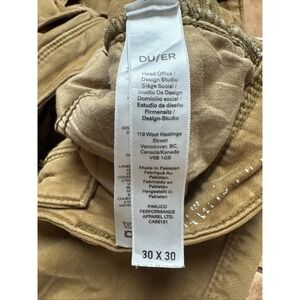 DU/ER
Head Office
Design Studio
Siège Social /
Studio De Design
Domicilio social /
Estudio de diseño
Firmensitz /
Design-Studio
119 West Hastings
Street
Vancouver, BC,
Canada/Kanada
V6B 1G8
Made in Pakistan
Fabriqué Au
Pakistan
Fabricado en
Pakistan
Hergestellt in
Pakistan
PIMLICO
PERFORMANCE
APPAREL LTD.
CA56131
30 X 30